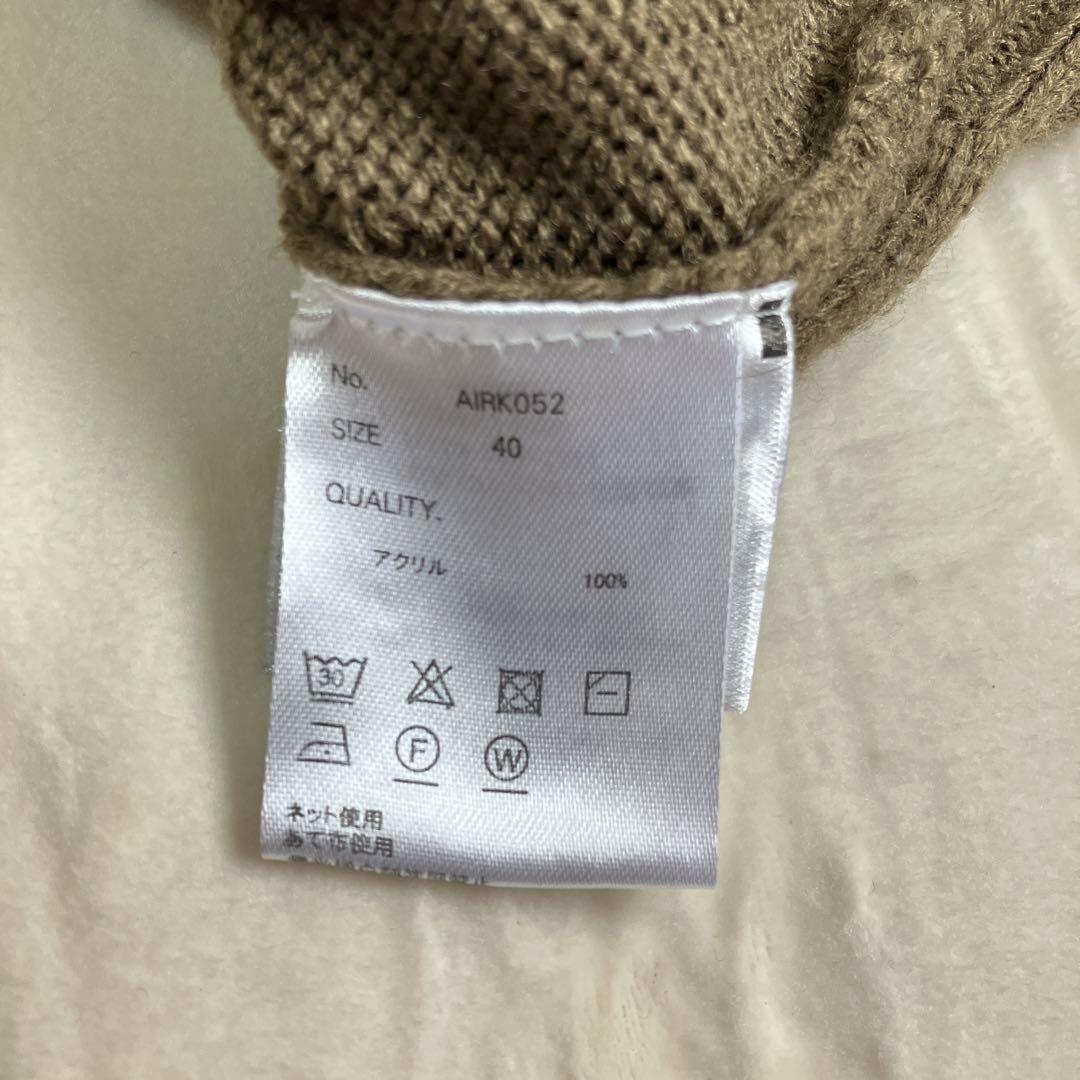 No. AIRK052
SIZE 40
QUALITY.
アクリル 100%
30
F W
ネット使用
あて布使用